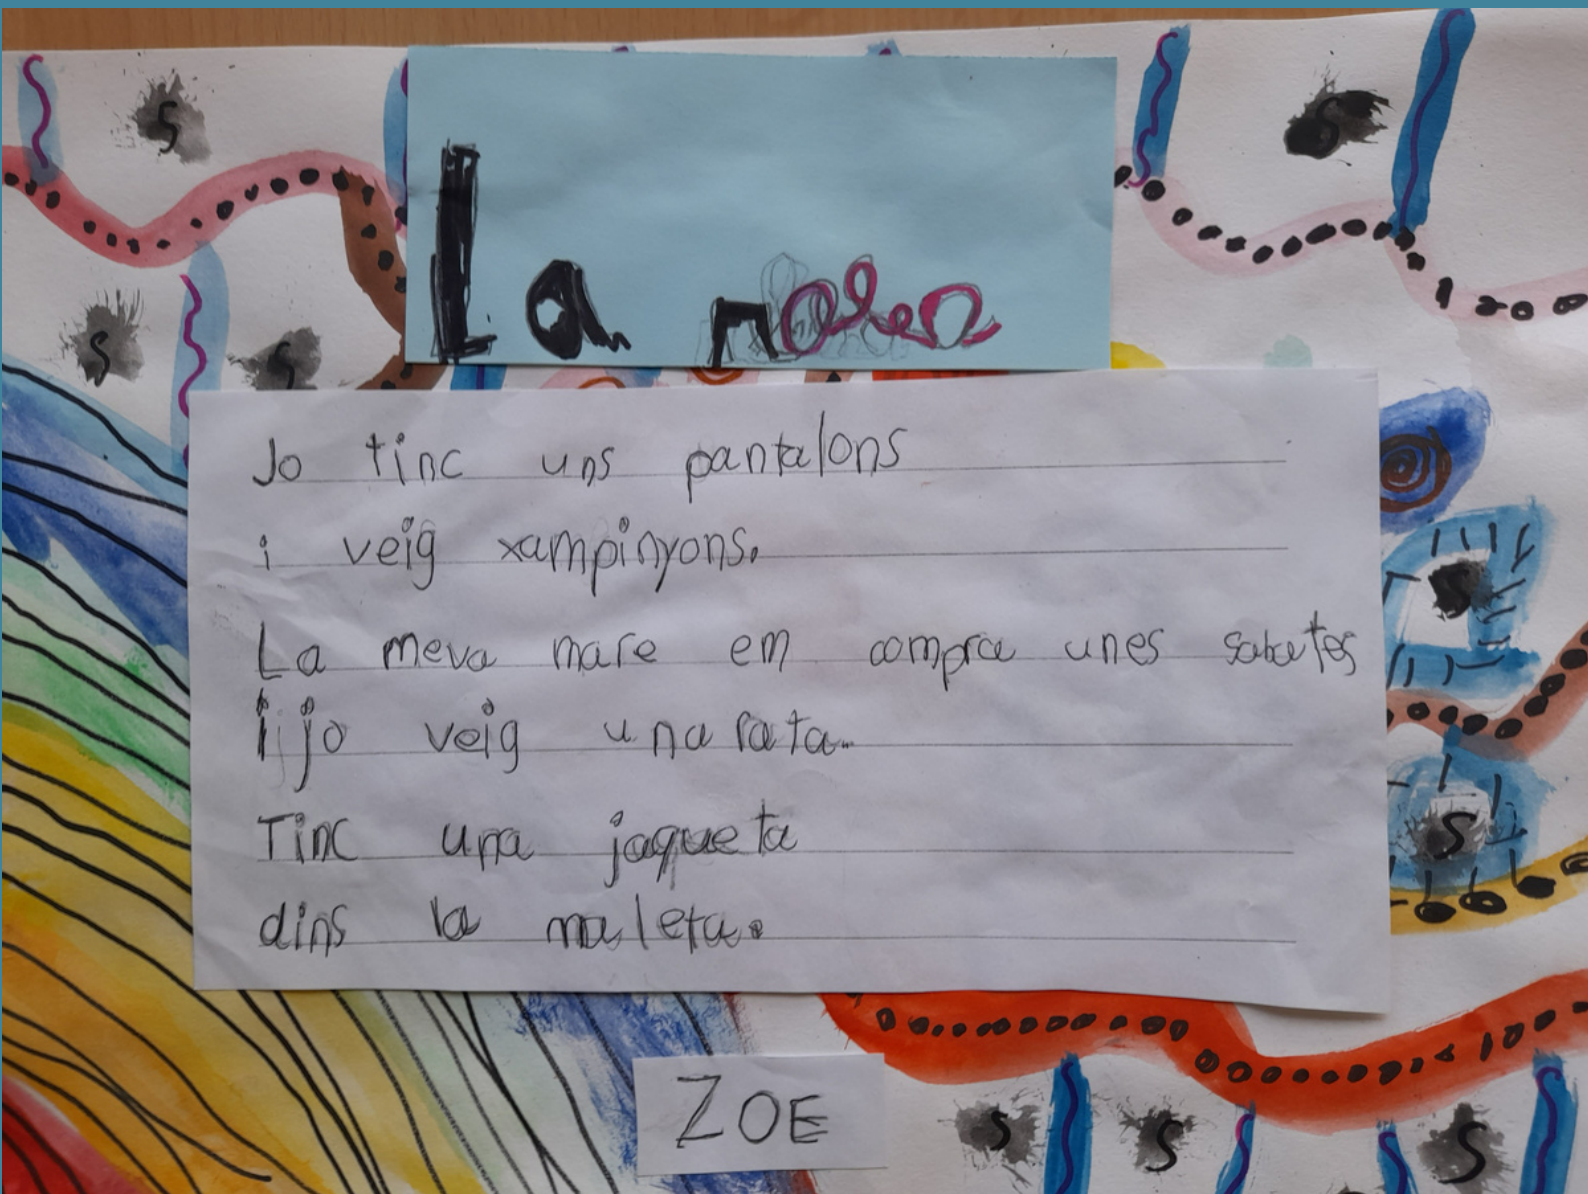 La
Jo tinc uns pantalons
i veig xampinyons.
La meva mare em compra unes sabates
i jo veig una rata.
Tinc una jaqueta
dins la maleta.
ZOE